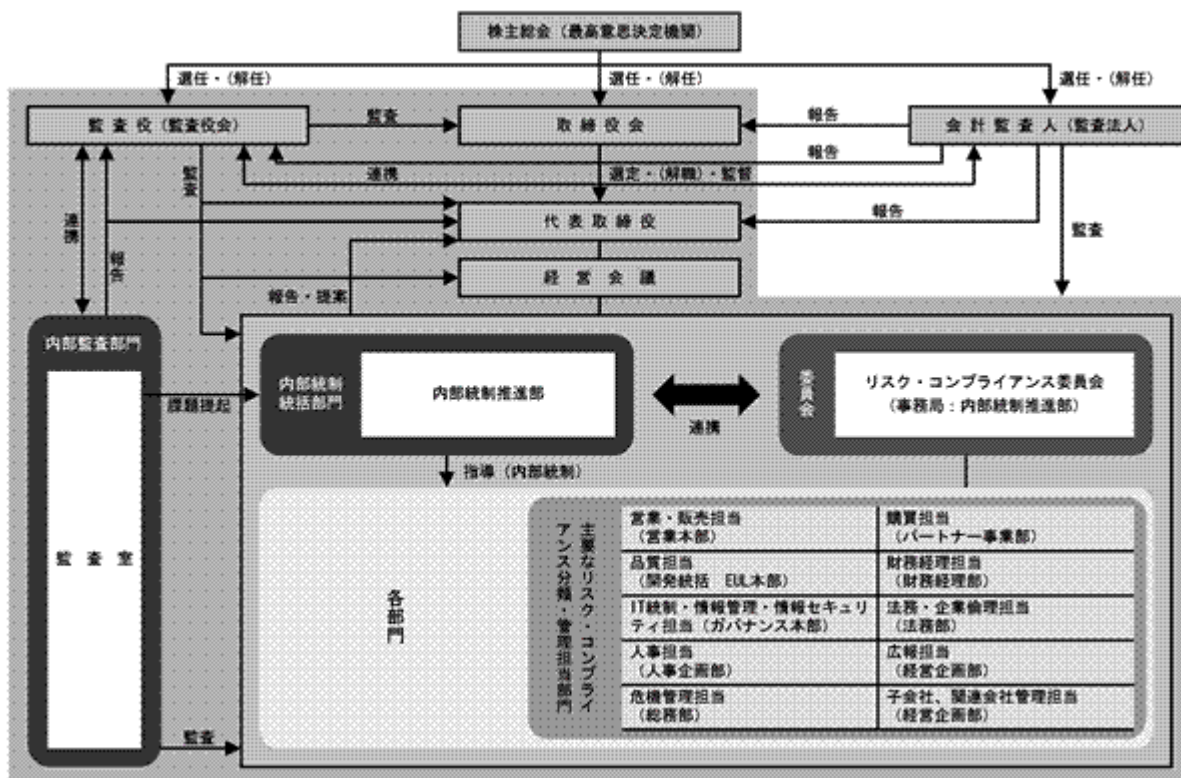 株主総会（最高意思決定機関）
選任・（解任）
選任・（解任）
選任・（解任）
監査役（監査役会）
監査
取締役会
報告
会計監査人（監査法人）
報告
監査
連携
選定・（解職）・監督
代表取締役
報告
監査
連携
報告
経営会議
報告・提案
内部監査部門
監査室
課題提起
監査
内部統制
統括部門
内部統制推進部
連携
委員会
リスク・コンプライアンス委員会
（事務局：内部統制推進部）
指導（内部統制）
各部門
主要なリスク・コンプライ
アンス分類・管理担当部門
営業・販売担当
（営業本部）
購買担当
（パートナー事業部）
品質担当
（開発統括　EUL本部）
財務経理担当
（財務経理部）
IT統制・情報管理・情報セキュリ
ティ担当（ガバナンス本部）
法務・企業倫理担当
（法務部）
人事担当
（人事企画部）
広報担当
（経営企画部）
危機管理担当
（総務部）
子会社、関連会社管理担当
（経営企画部）